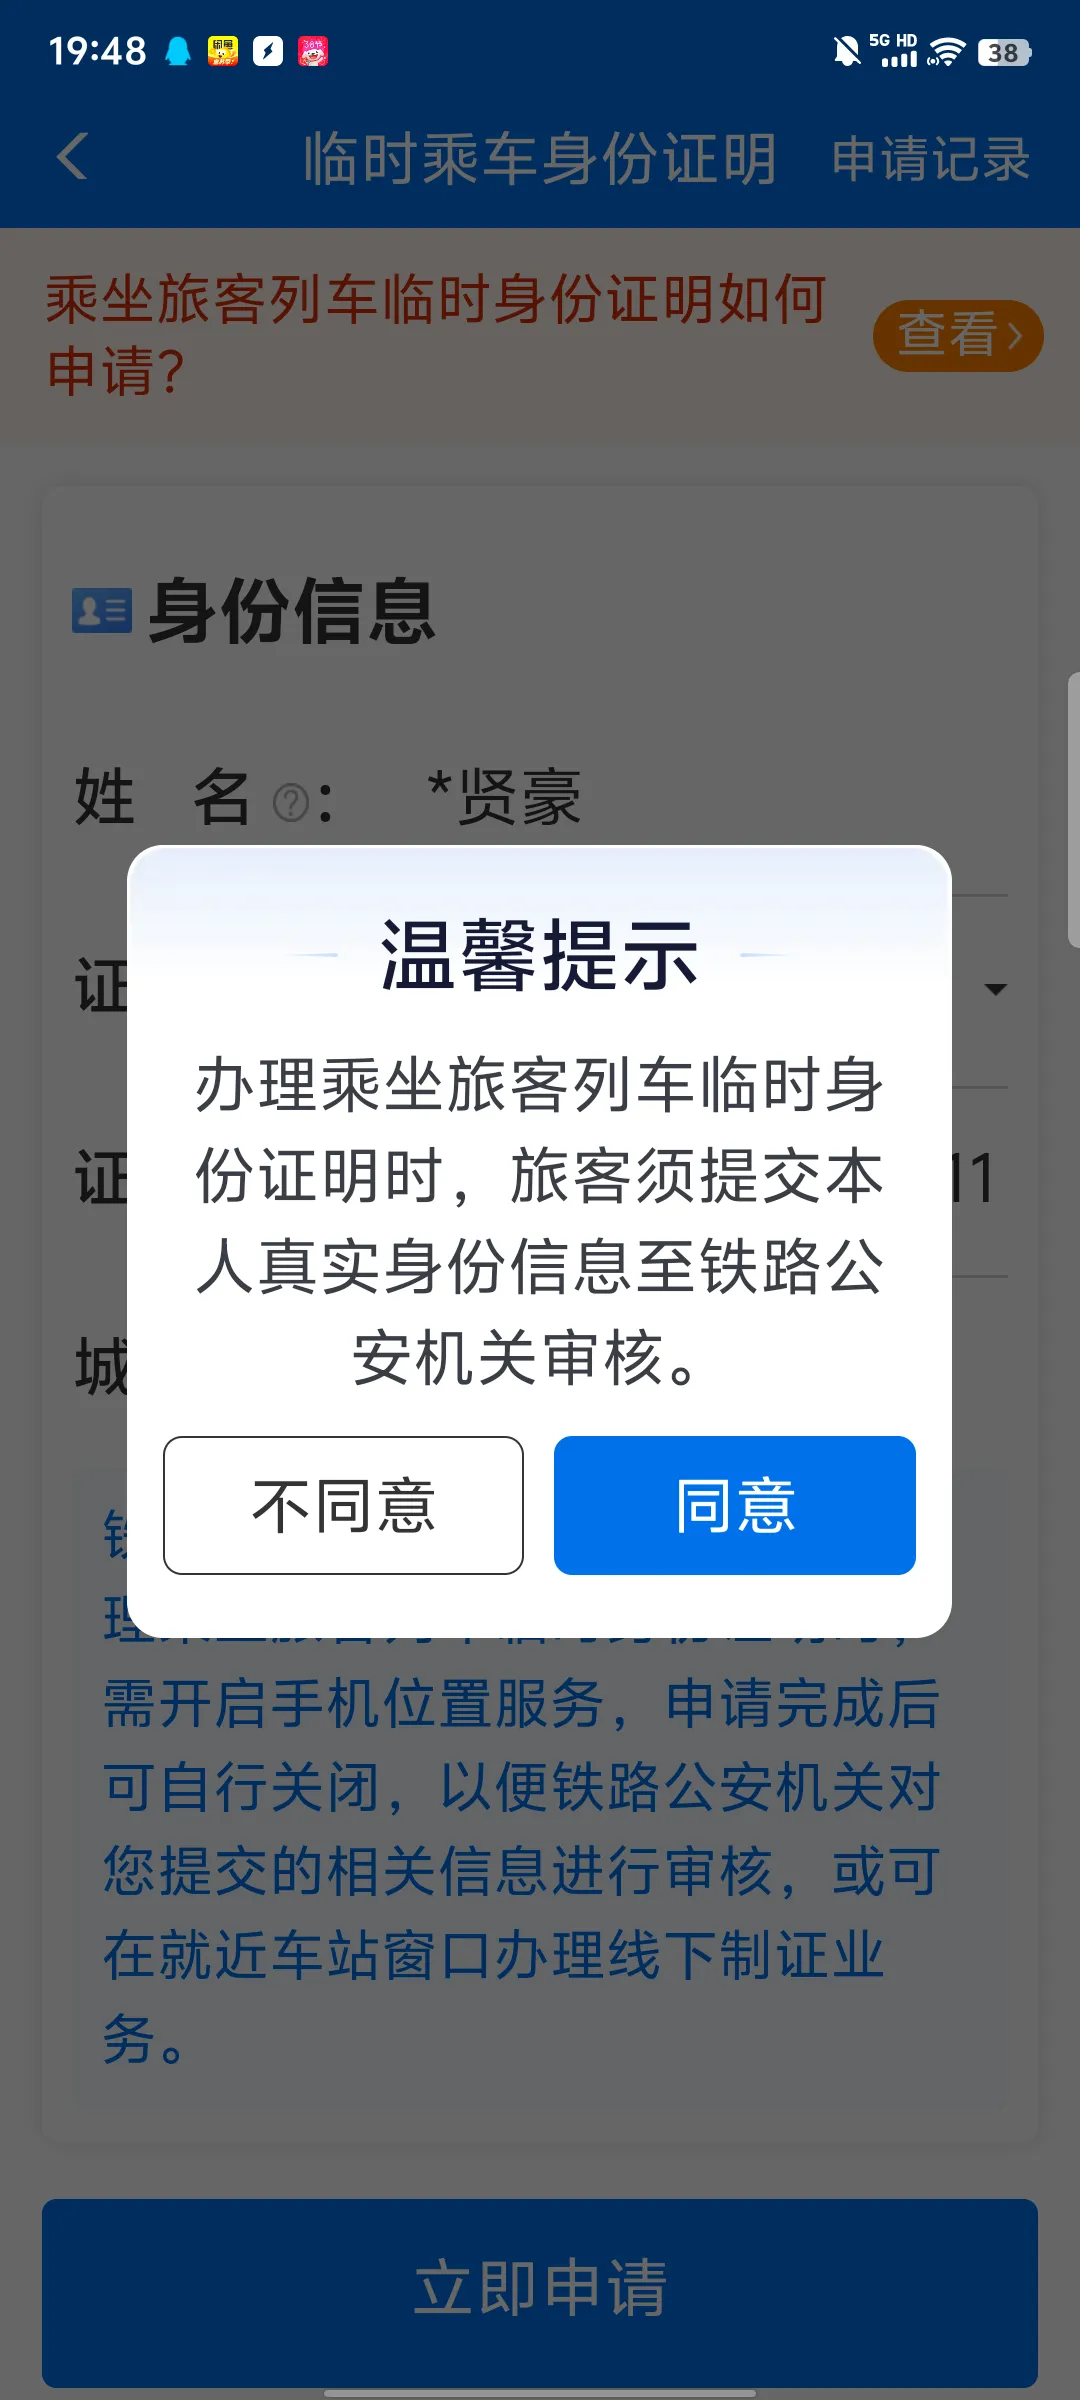 19:48
5G HD
38
临时乘车身份证明
申请记录
乘坐旅客列车临时身份证明如何
申请?
查看
身份信息
姓 名?: *贤豪
证
温馨提示
办理乘坐旅客列车临时身
份证明时，旅客须提交本
人真实身份信息至铁路公
安机关审核。
证
11
城
不同意
同意
需开启手机位置服务，申请完成后
可自行关闭，以便铁路公安机关对
您提交的相关信息进行审核，或可
在就近车站窗口办理线下制证业
务。
立即申请